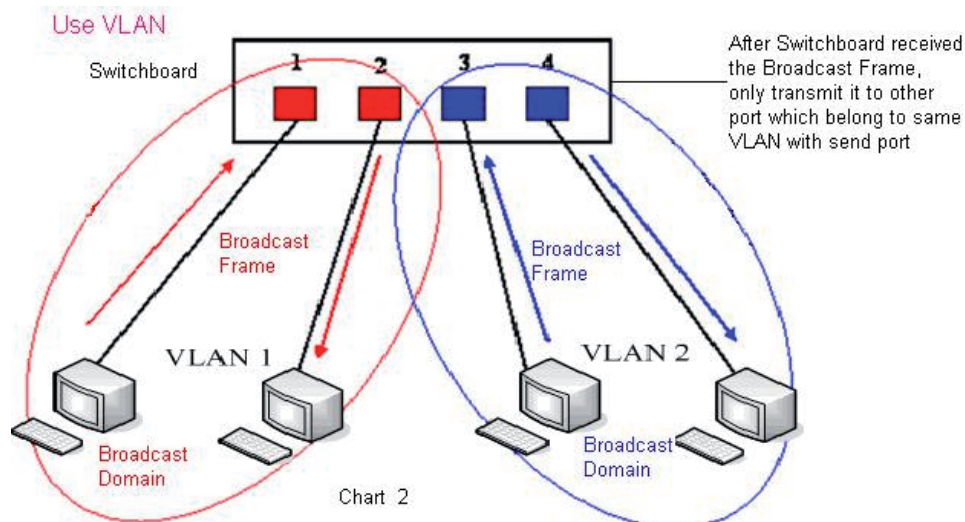 Use VLAN
Switchboard
1 2 3 4
After Switchboard received
the Broadcast Frame,
only transmit it to other
port which belong to same
VLAN with send port
Broadcast
Frame
Broadcast
Frame
VLAN 1
VLAN 2
Broadcast
Domain
Broadcast
Domain
Chart 2